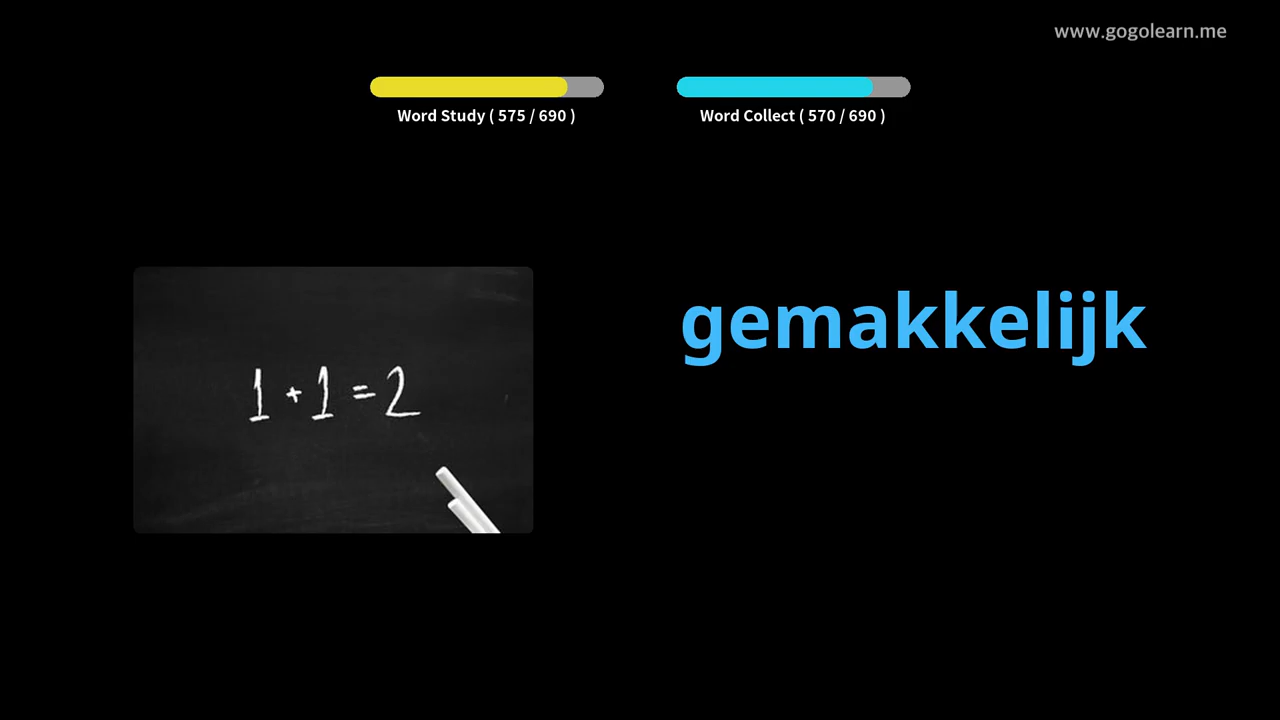 www.gogolearn.me
Word Study ( 575 / 690 )
Word Collect ( 570 / 690 )
gemakkelijk
1 + 1 = 2